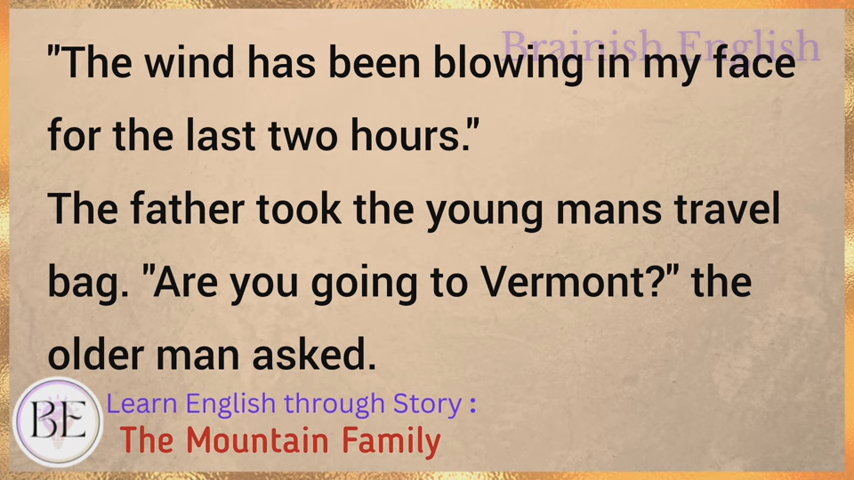 Brainish English
"The wind has been blowing in my face
for the last two hours."
The father took the young mans travel
bag. "Are you going to Vermont?" the
older man asked.
BE
Learn English through Story :
The Mountain Family